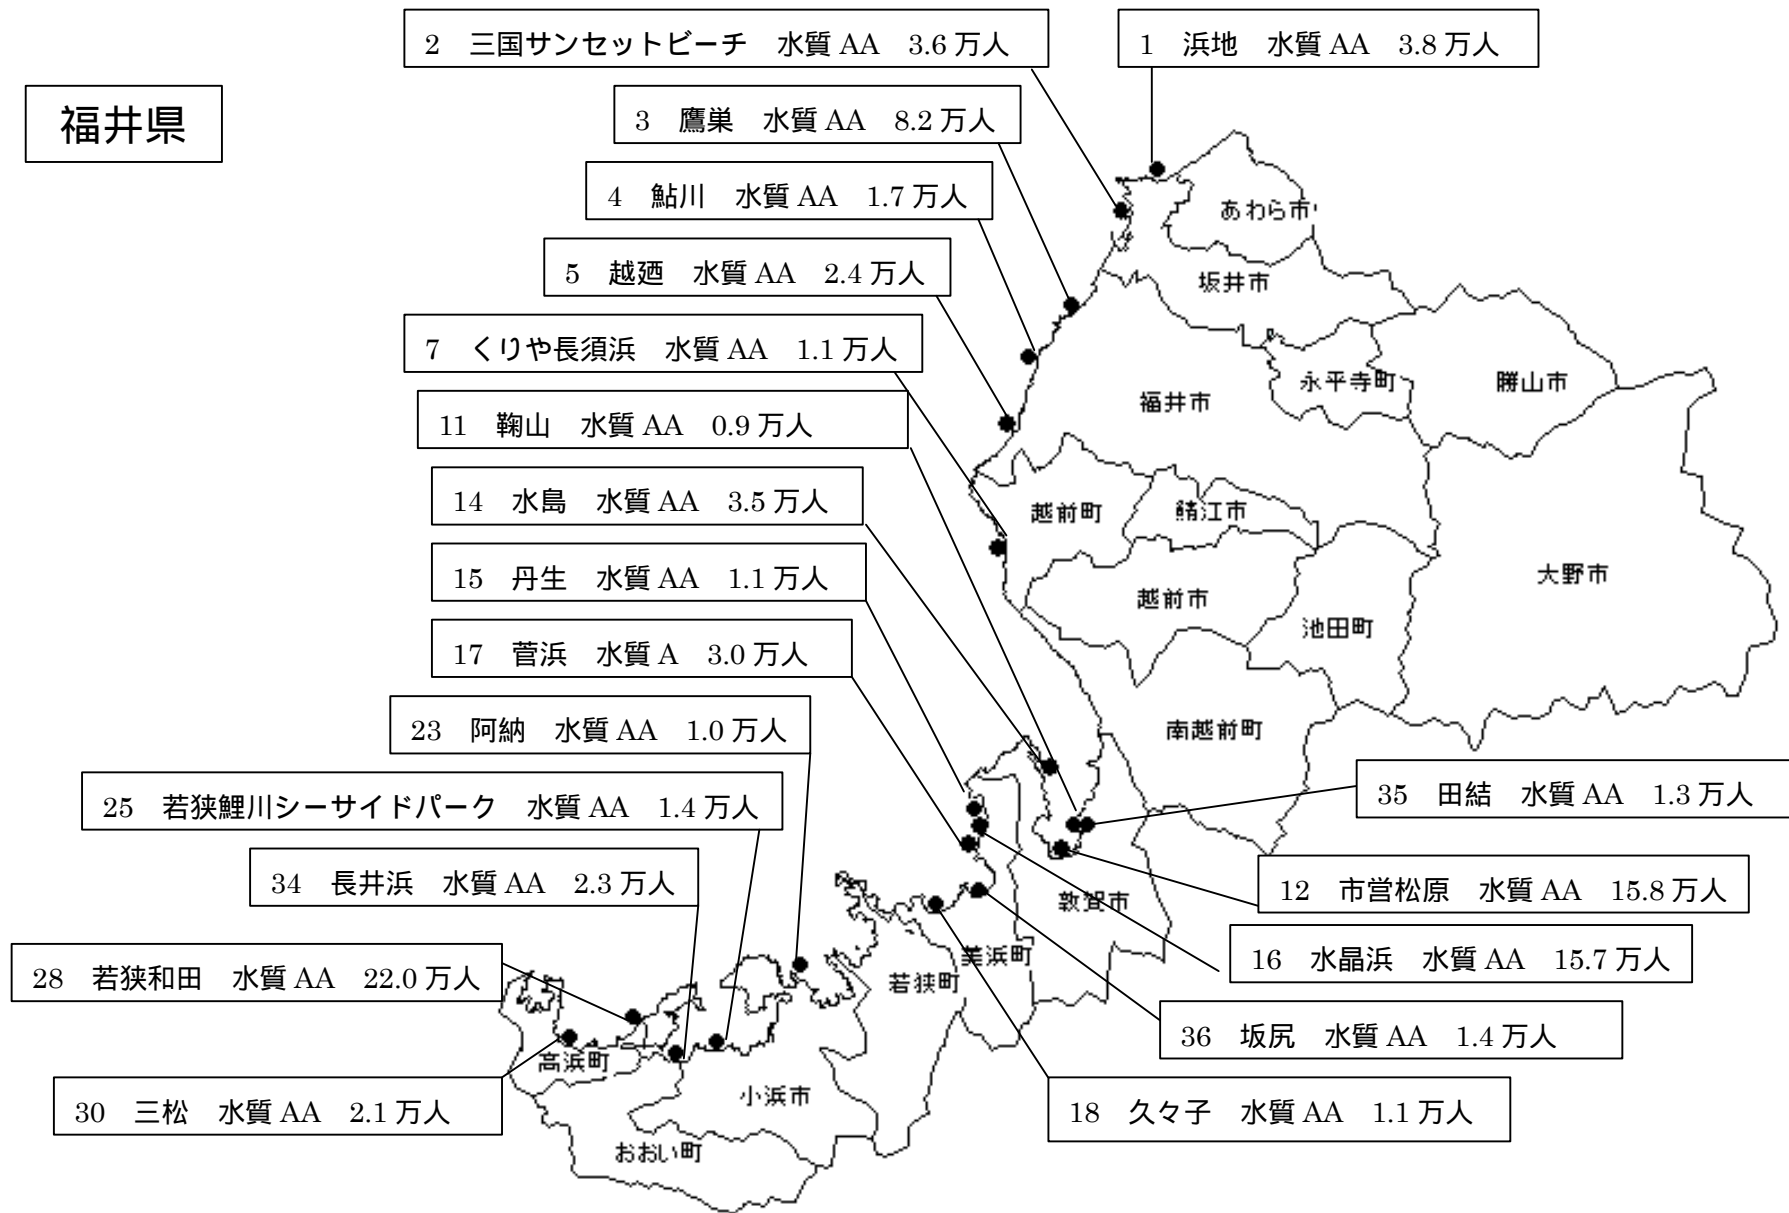 福井県
2 三国サンセットビーチ 水質 AA 3.6 万人
1 浜地 水質 AA 3.8 万人
3 鷹巣 水質 AA 8.2 万人
4 鮎川 水質 AA 1.7 万人
5 越廼 水質 AA 2.4 万人
7 くりや長須浜 水質 AA 1.1 万人
11 鞠山 水質 AA 0.9 万人
14 水島 水質 AA 3.5 万人
15 丹生 水質 AA 1.1 万人
17 菅浜 水質 A 3.0 万人
23 阿納 水質 AA 1.0 万人
25 若狭鯉川シーサイドパーク 水質 AA 1.4 万人
34 長井浜 水質 AA 2.3 万人
28 若狭和田 水質 AA 22.0 万人
30 三松 水質 AA 2.1 万人
35 田結 水質 AA 1.3 万人
12 市営松原 水質 AA 15.8 万人
16 水晶浜 水質 AA 15.7 万人
36 坂尻 水質 AA 1.4 万人
18 久々子 水質 AA 1.1 万人
あわら市
坂井市
永平寺町
勝山市
福井市
越前町
鯖江市
大野市
越前市
池田町
南越前町
敦賀市
美浜町
若狭町
高浜町
小浜市
おおい町